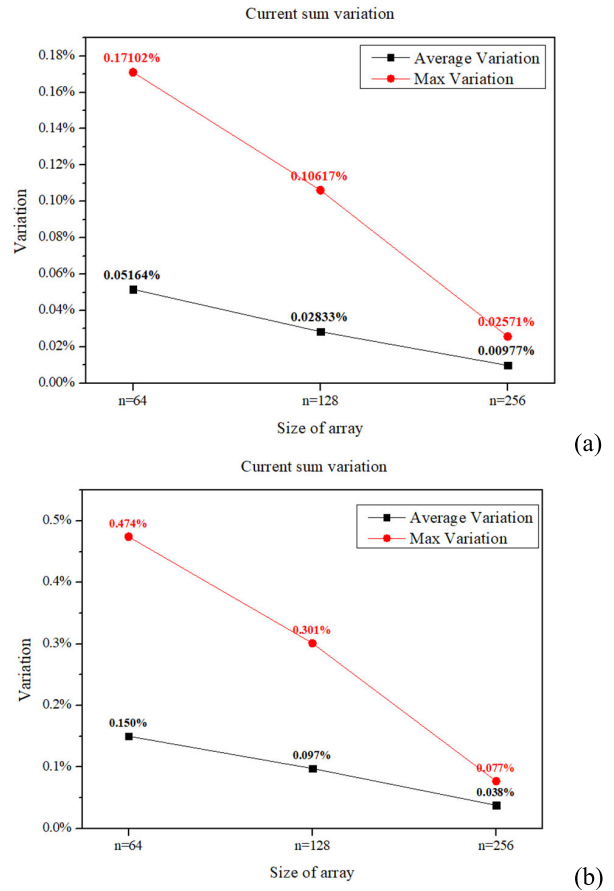 Current sum variation
0.18%
0.16%
0.14%
0.12%
0.10%
0.08%
0.06%
0.04%
0.02%
0.00%
Variation
0.17102%
0.10617%
0.02571%
0.05164%
0.02833%
0.00977%
Average Variation
Max Variation
n=64 n=128 n=256
Size of array
(a)
Current sum variation
0.5%
0.4%
0.3%
0.2%
0.1%
0.0%
Variation
0.474%
0.301%
0.077%
0.150%
0.097%
0.038%
Average Variation
Max Variation
n=64 n=128 n=256
Size of array
(b)